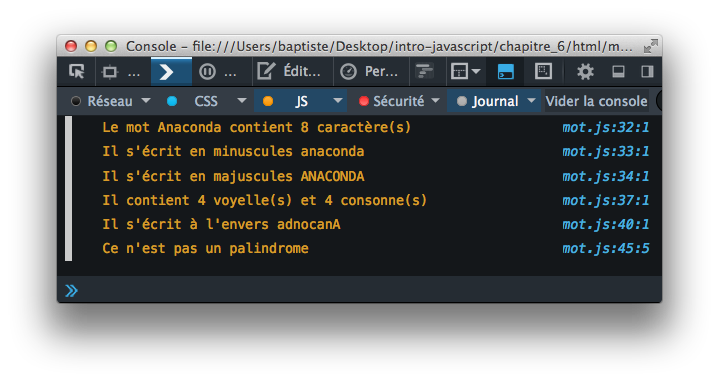 Console - file:///Users/baptiste/Desktop/intro-javascript/chapitre_6/html/m...
... ... Édit... Per...
Réseau CSS JS Sécurité Journal Vider la console
Le mot Anaconda contient 8 caractère(s) mot.js:32:1
Il s'écrit en minuscules anaconda mot.js:33:1
Il s'écrit en majuscules ANACONDA mot.js:34:1
Il contient 4 voyelle(s) et 4 consonne(s) mot.js:37:1
Il s'écrit à l'envers adnocanA mot.js:40:1
Ce n'est pas un palindrome mot.js:45:5